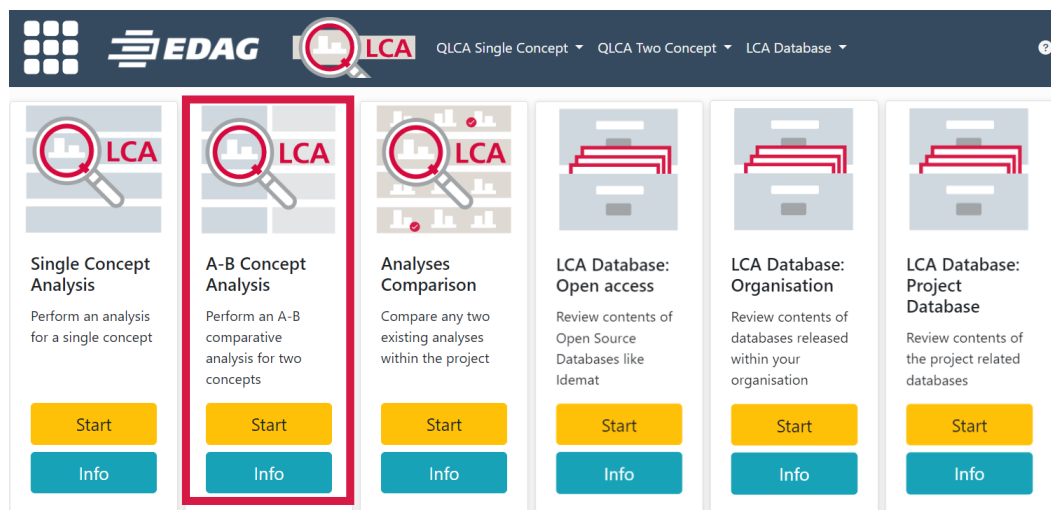 EDAG
LCA
QLCA Single Concept
QLCA Two Concept
LCA Database
?
LCA
Single Concept
Analysis
Perform an analysis
for a single concept
Start
Info
LCA
A-B Concept
Analysis
Perform an A-B
comparative
analysis for two
concepts
Start
Info
LCA
Analyses
Comparison
Compare any two
existing analyses
within the project
Start
Info
LCA Database:
Open access
Review contents of
Open Source
Databases like
Idemat
Start
Info
LCA Database:
Organisation
Review contents of
databases released
within your
organisation
Start
Info
LCA Database:
Project
Database
Review contents of
the project related
databases
Start
Info